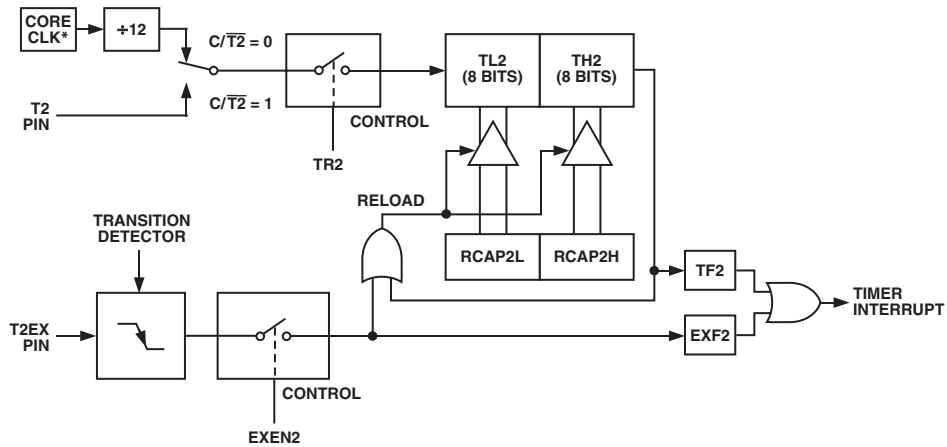 CORE
CLK*
÷12
C/T2̅ = 0
C/T2̅ = 1
T2
PIN
CONTROL
TR2
TL2
(8 BITS)
TH2
(8 BITS)
RELOAD
TRANSITION
DETECTOR
RCAP2L
RCAP2H
TF2
TIMER
INTERRUPT
T2EX
PIN
EXF2
CONTROL
EXEN2